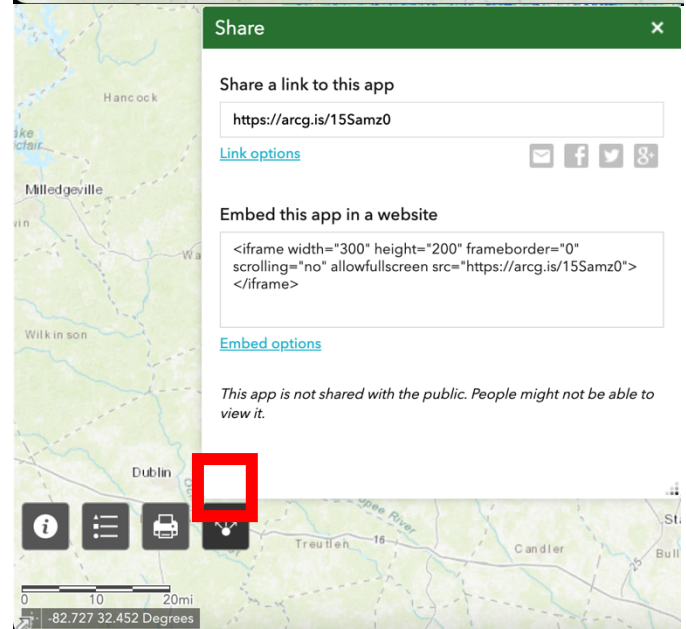 Share
Share a link to this app
https://arcg.is/15Samz0
Link options
Embed this app in a website
<iframe width="300" height="200" frameborder="0"
scrolling="no" allowfullscreen src="https://arcg.is/15Samz0">
</iframe>
Embed options
This app is not shared with the public. People might not be able to
view it.
Hancock
Milledgeville
Wilkinson
Dublin
River
Treutlen
16
Candler
Bull
0 10 20mi
-82.727 32.452 Degrees